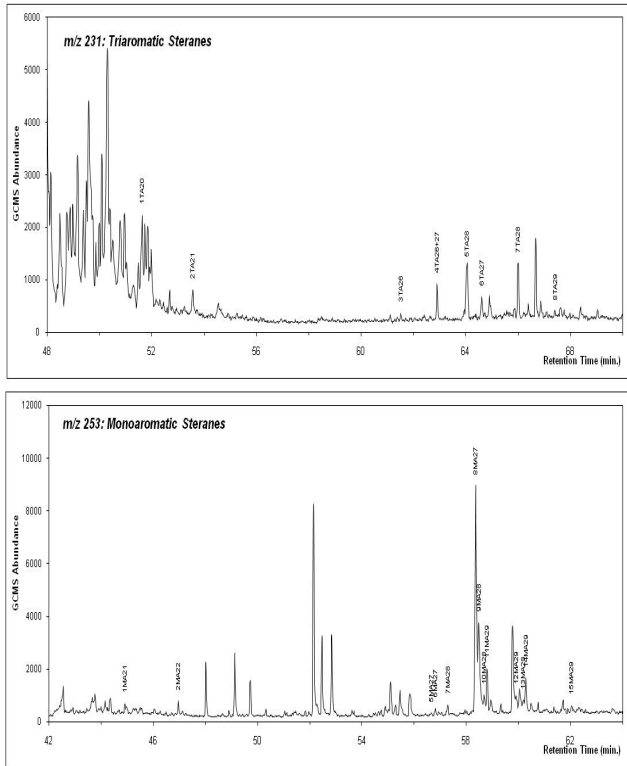 m/z 231: Triaromatic Steranes
GCMS Abundance
6000
5000
4000
3000
2000
1000
0
1TA20
2TA21
3TA26
4TA26+27
5TA28
6TA27
7TA28
8TA29
48
52
56
60
64
68
Retention Time (min.)
m/z 253: Monoaromatic Steranes
GCMS Abundance
12000
10000
8000
6000
4000
2000
0
1MA21
2MA22
5MA27
6MA27
7MA28
8MA27
9MA28
10MA28
11MA29
12MA29
13MA28
14MA29
15MA29
42
46
50
54
58
62
Retention Time (min.)